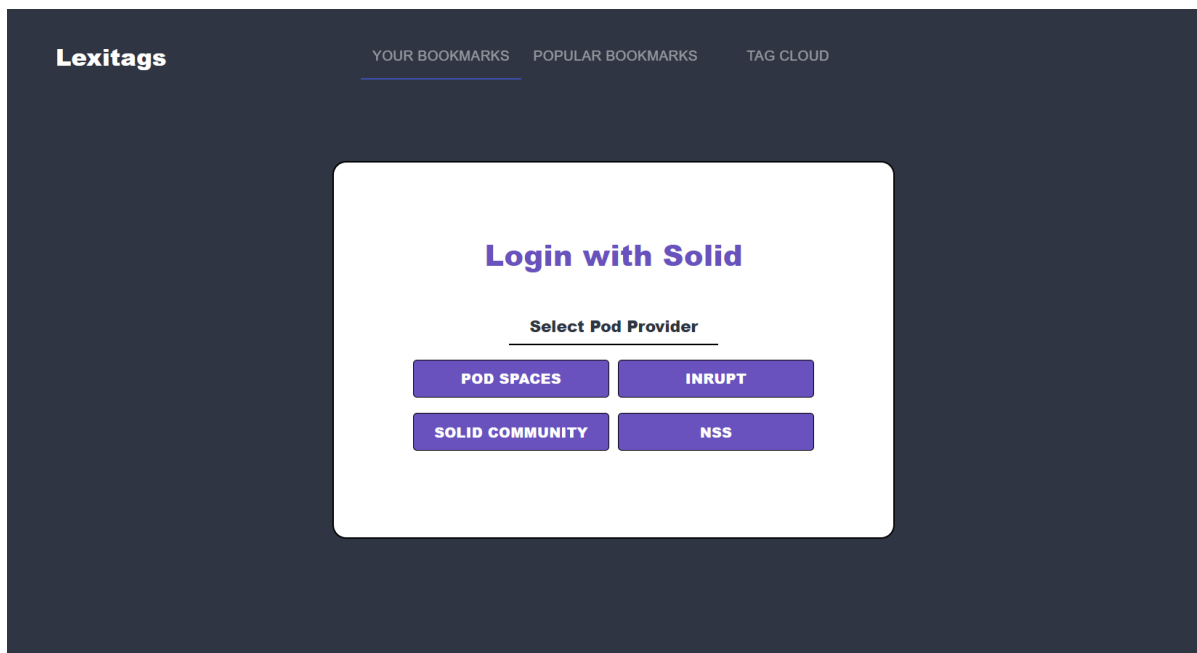 Lexitags
YOUR BOOKMARKS POPULAR BOOKMARKS TAG CLOUD
Login with Solid
Select Pod Provider
POD SPACES INRUPT
SOLID COMMUNITY NSS